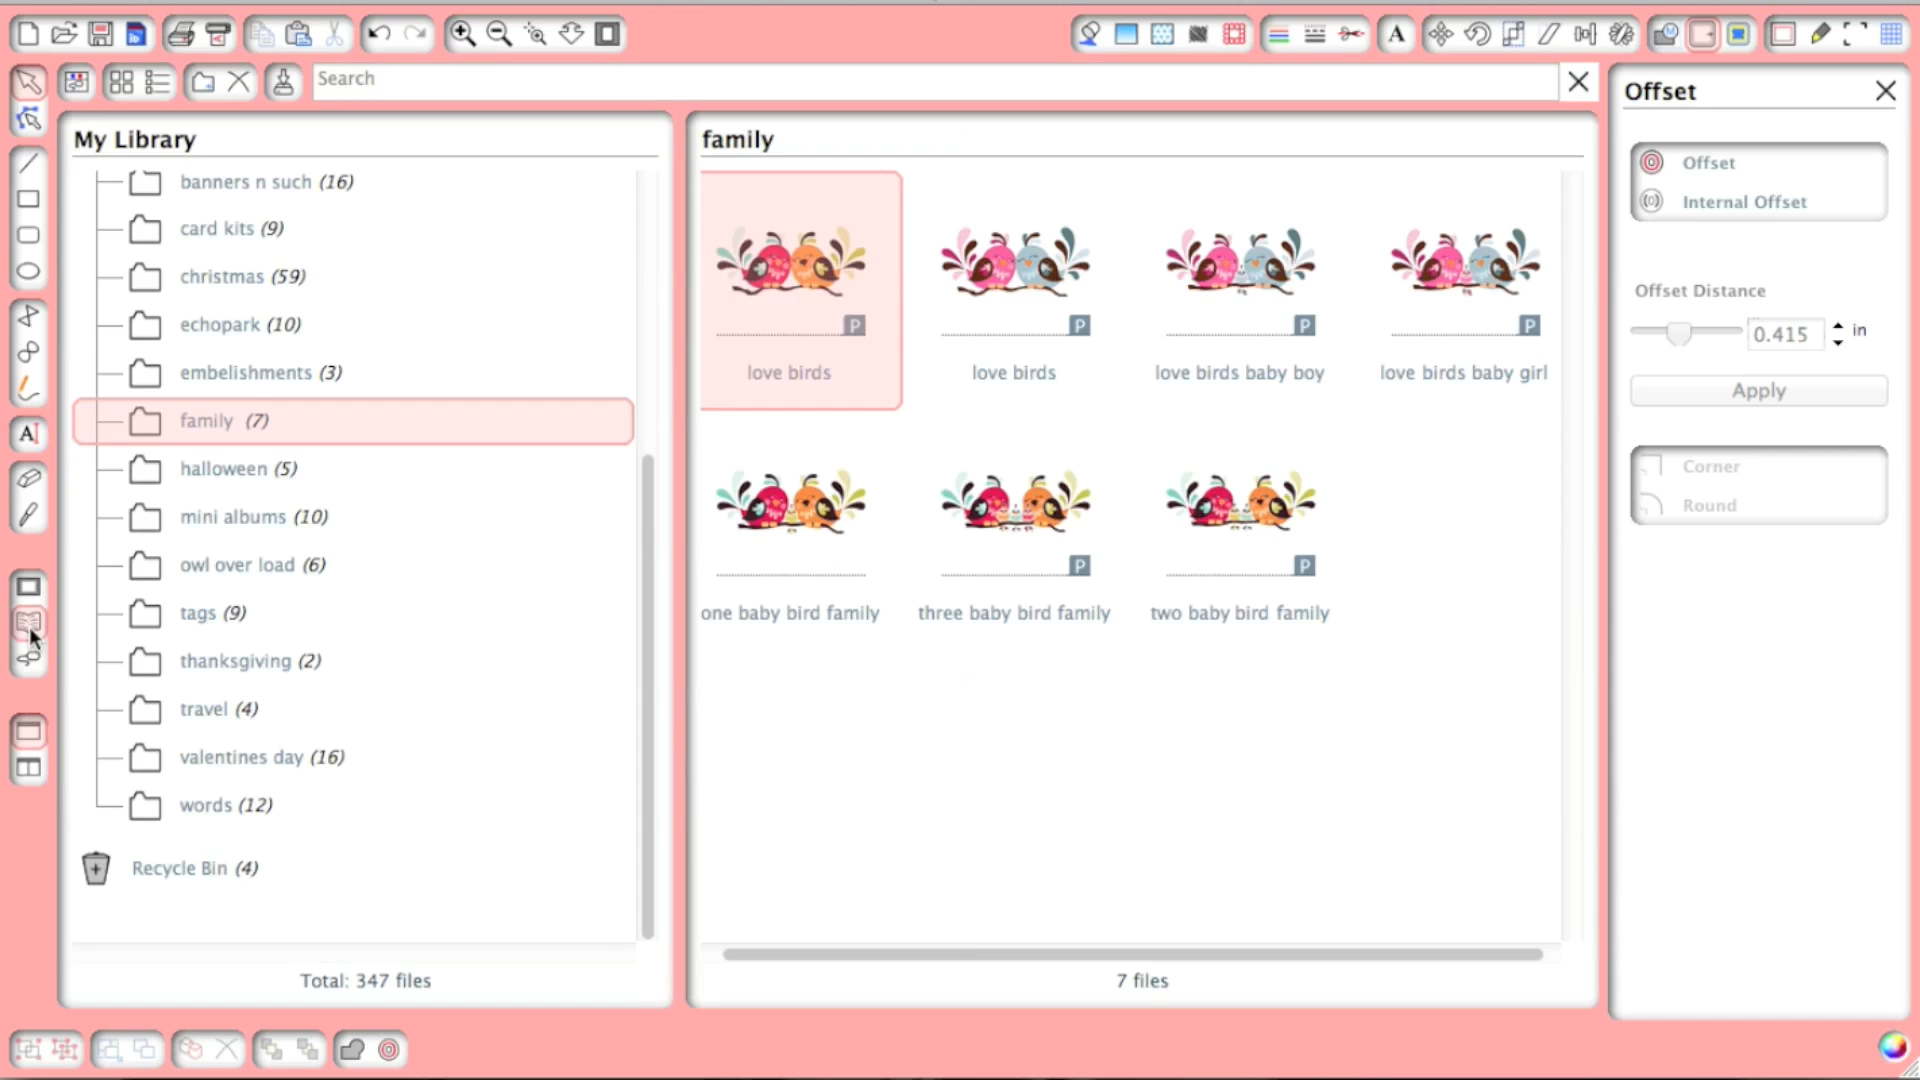 Search
My Library
banners n such (16)
card kits (9)
christmas (59)
echopark (10)
embelishments (3)
family (7)
halloween (5)
mini albums (10)
owl over load (6)
tags (9)
thanksgiving (2)
travel (4)
valentines day (16)
words (12)
Recycle Bin (4)
Total: 347 files
family
P P P P
love birds love birds love birds baby boy love birds baby girl
P P
one baby bird family three baby bird family two baby bird family
7 files
Offset
Offset
Internal Offset
Offset Distance
0.415 in
Apply
Corner
Round